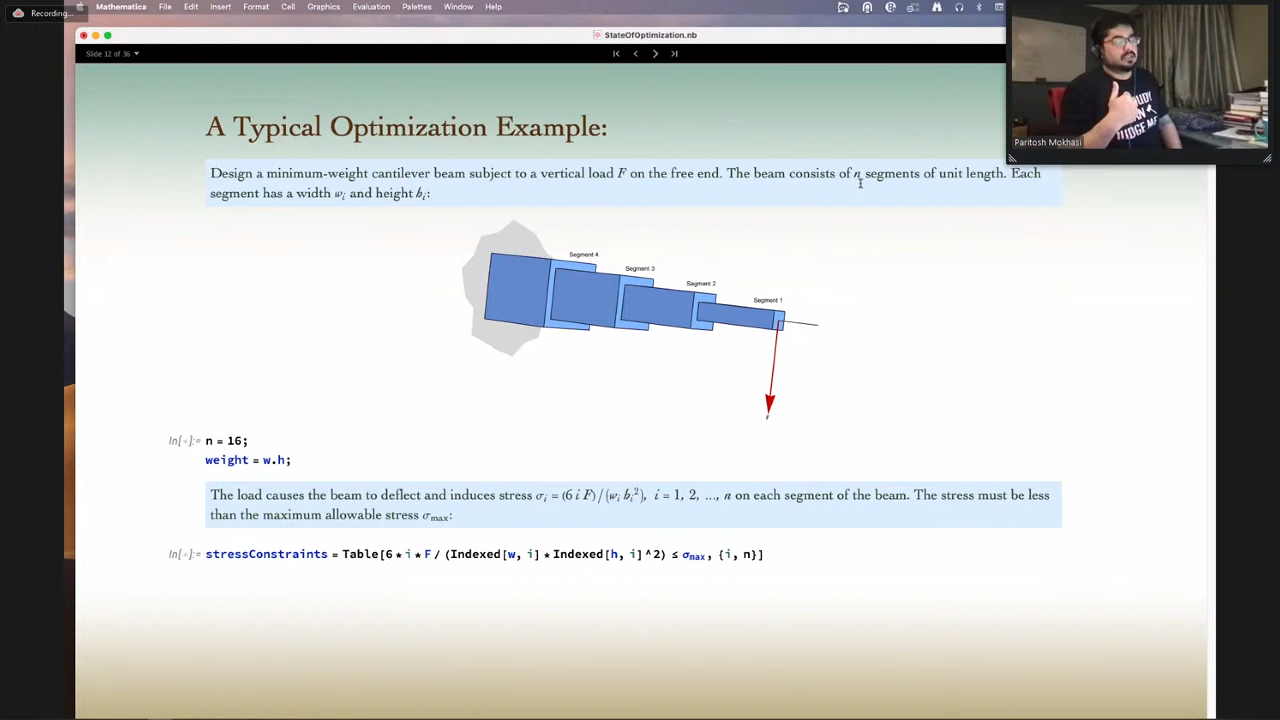 Recording...
Mathematica File Edit Insert Format Cell Graphics Evaluation Palettes Window Help
StateOfOptimization.nb
Slide 12 of 36
A Typical Optimization Example:
Design a minimum-weight cantilever beam subject to a vertical load F on the free end. The beam consists of n segments of unit length. Each
segment has a width wᵢ and height hᵢ:
Segment 4
Segment 3
Segment 2
Segment 1
F
In[•]:= n = 16;
weight = w.h;
The load causes the beam to deflect and induces stress σᵢ = (6 i F)/(wᵢ hᵢ²), i = 1, 2, ..., n on each segment of the beam. The stress must be less
than the maximum allowable stress σmax:
In[•]:= stressConstraints = Table[6*i*F/(Indexed[w, i]*Indexed[h, i]^2) ≤ σmax, {i, n}]
Paritosh Mokhasi